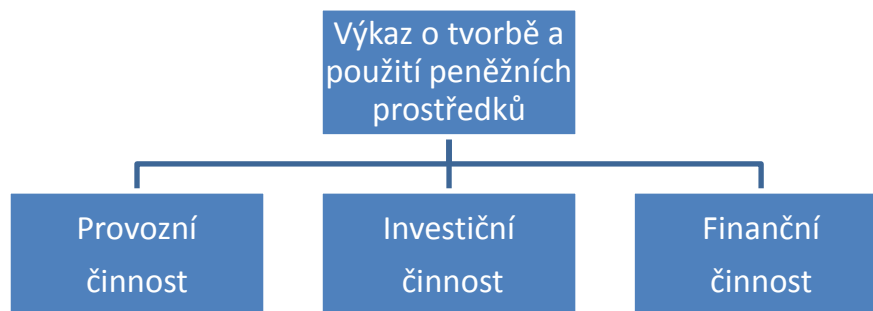 Výkaz o tvorbě a
použití peněžních
prostředků
Provozní
činnost
Investiční
činnost
Finanční
činnost